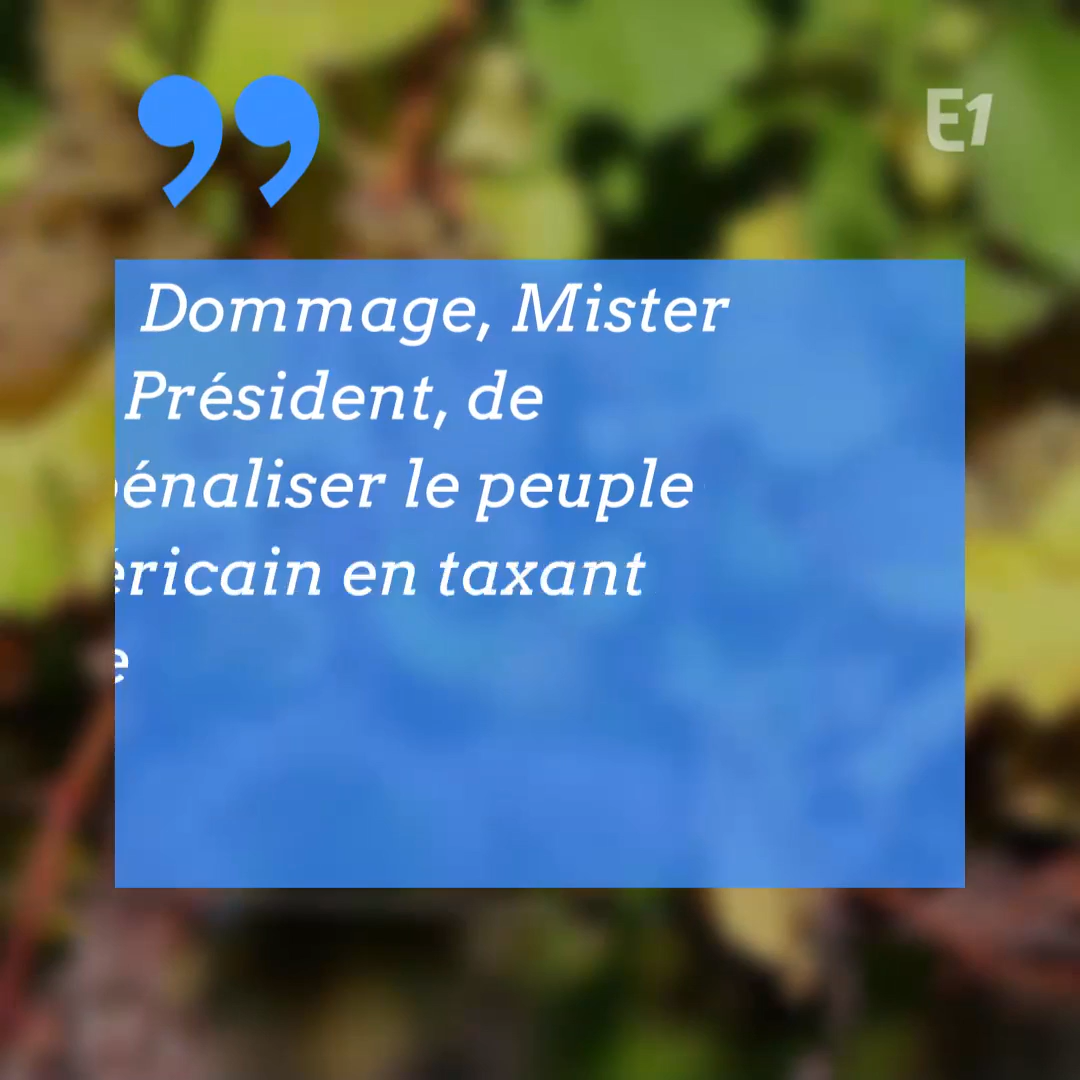 E1
Dommage, Mister
Président, de
énaliser le peuple
éricain en taxant
e